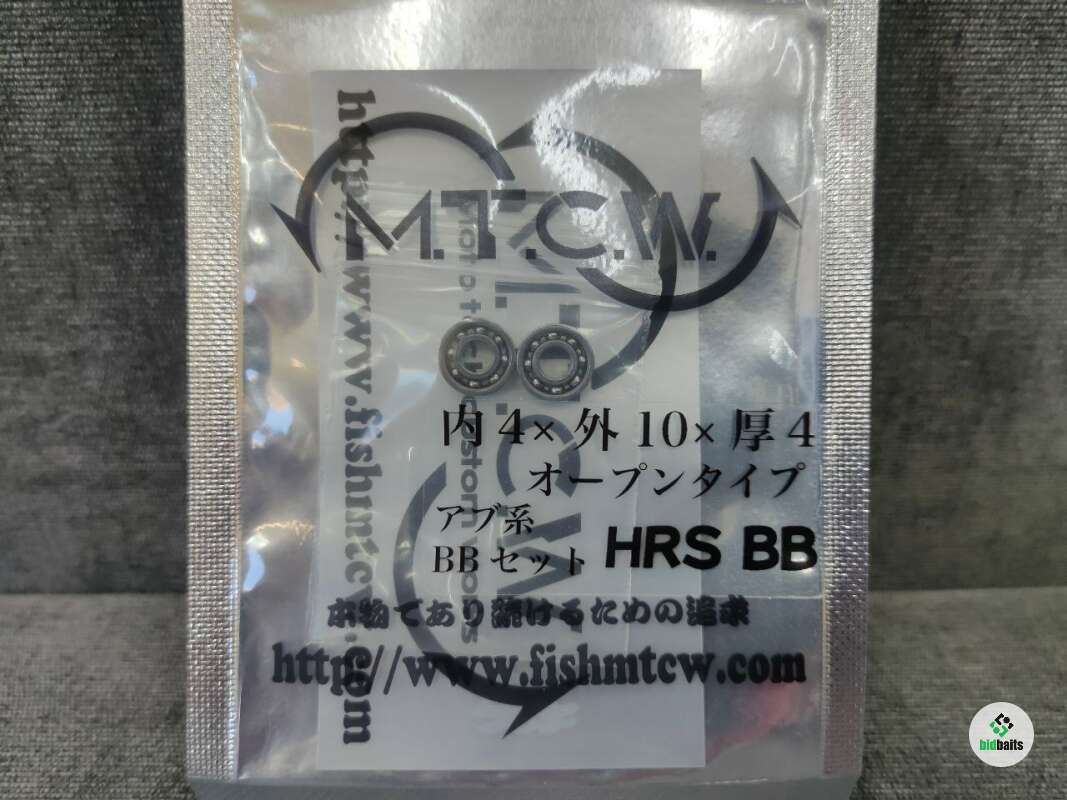 M.T.C.W.
内4×外10×厚4
オープンタイプ
アブ系
BBセット HRS BB
本物であり続けるための追求
http//www.fishmtcw.com
http://www.fishmtcw.com
bidbaits